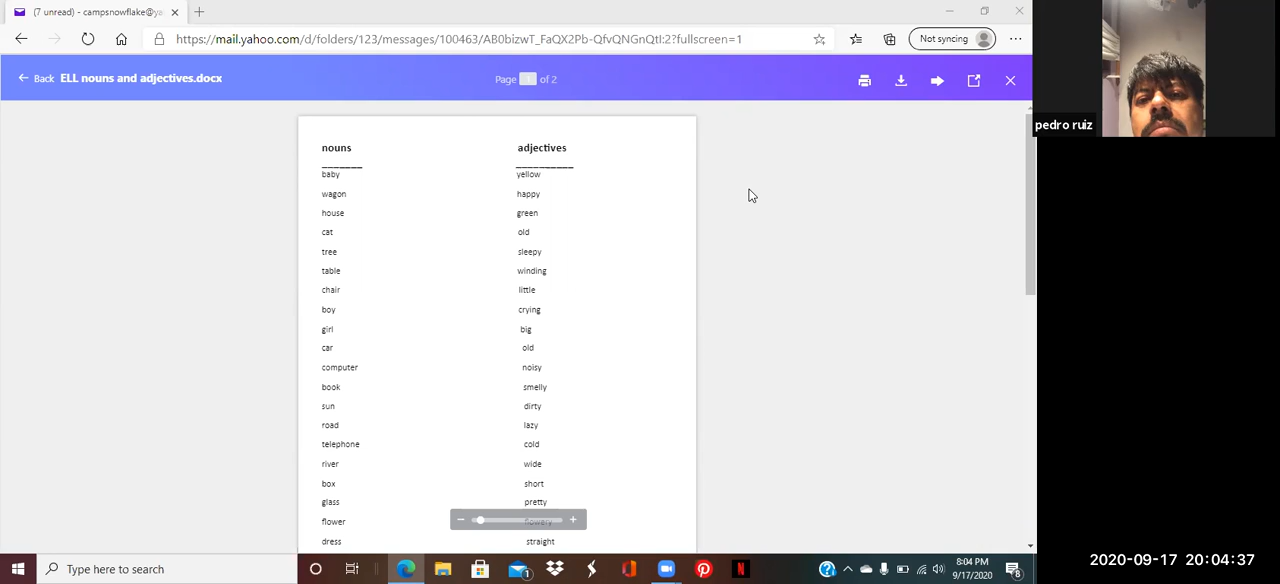 (7 unread) - campsnowflake@ya
https://mail.yahoo.com/d/folders/123/messages/100463/AB0bizwT_FaQX2Pb-QfvQNGnQtI:2?fullscreen=1
Not syncing
Back ELL nouns and adjectives.docx
Page 1 of 2
pedro ruiz
nouns adjectives
baby yellow
wagon happy
house green
cat old
tree sleepy
table winding
chair little
boy crying
girl big
car old
computer noisy
book smelly
sun dirty
road lazy
telephone cold
river wide
box short
glass pretty
flower flowery
dress straight
Type here to search
1
8:04 PM
9/17/2020
8
2020-09-17 20:04:37